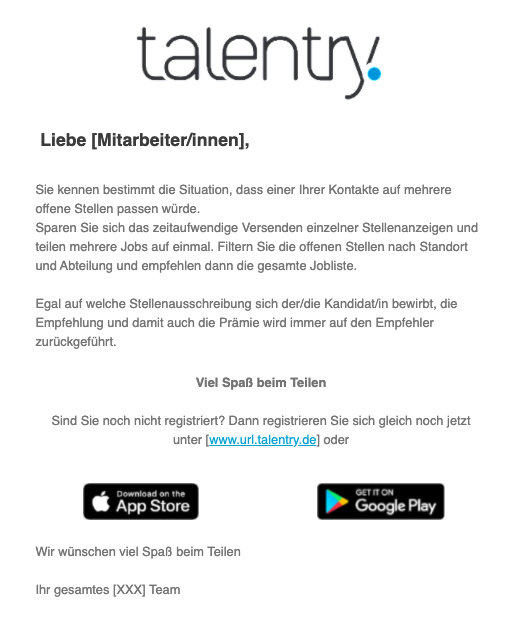 talentry.
Liebe [Mitarbeiter/innen],
Sie kennen bestimmt die Situation, dass einer Ihrer Kontakte auf mehrere
offene Stellen passen würde.
Sparen Sie sich das zeitaufwendige Versenden einzelner Stellenanzeigen und
teilen mehrere Jobs auf einmal. Filtern Sie die offenen Stellen nach Standort
und Abteilung und empfehlen dann die gesamte Jobliste.
Egal auf welche Stellenausschreibung sich der/die Kandidat/in bewirbt, die
Empfehlung und damit auch die Prämie wird immer auf den Empfehler
zurückgeführt.
Viel Spaß beim Teilen
Sind Sie noch nicht registriert? Dann registrieren Sie sich gleich noch jetzt
unter [www.url.talentry.de] oder
Download on the
App Store
GET IT ON
Google Play
Wir wünschen viel Spaß beim Teilen
Ihr gesamtes [XXX] Team